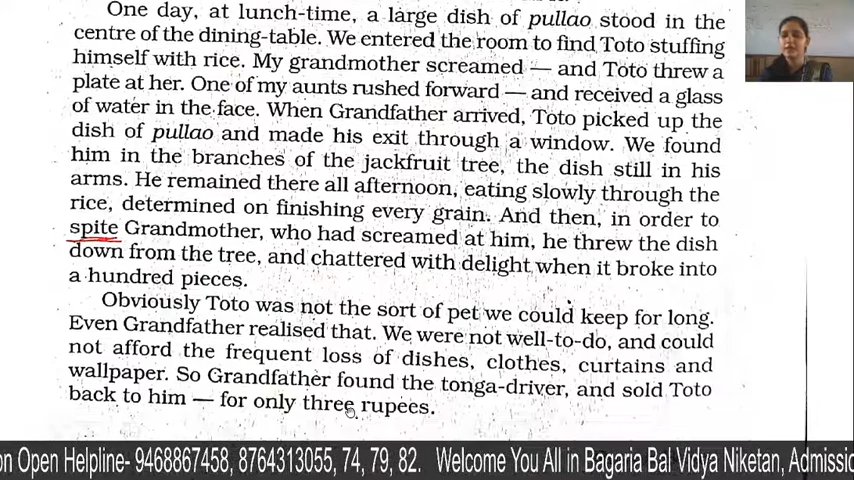 One day, at lunch-time, a large dish of pullao stood in the
centre of the dining-table. We entered the room to find Toto stuffing
himself with rice. My grandmother screamed — and Toto threw a
plate at her. One of my aunts rushed forward — and received a glass
of water in the face. When Grandfather arrived, Toto picked up the
dish of pullao and made his exit through a window. We found
him in the branches of the jackfruit tree, the dish still in his
arms. He remained there all afternoon, eating slowly through the
rice, determined on finishing every grain. And then, in order to
spite Grandmother, who had screamed at him, he threw the dish
down from the tree, and chattered with delight when it broke into
a hundred pieces.
Obviously Toto was not the sort of pet we could keep for long.
Even Grandfather realised that. We were not well-to-do, and could
not afford the frequent loss of dishes, clothes, curtains and
wallpaper. So Grandfather found the tonga-driver, and sold Toto
back to him — for only three rupees.
on Open Helpline- 9468867458, 8764313055, 74, 79, 82. Welcome You All in Bagaria Bal Vidya Niketan, Admissio